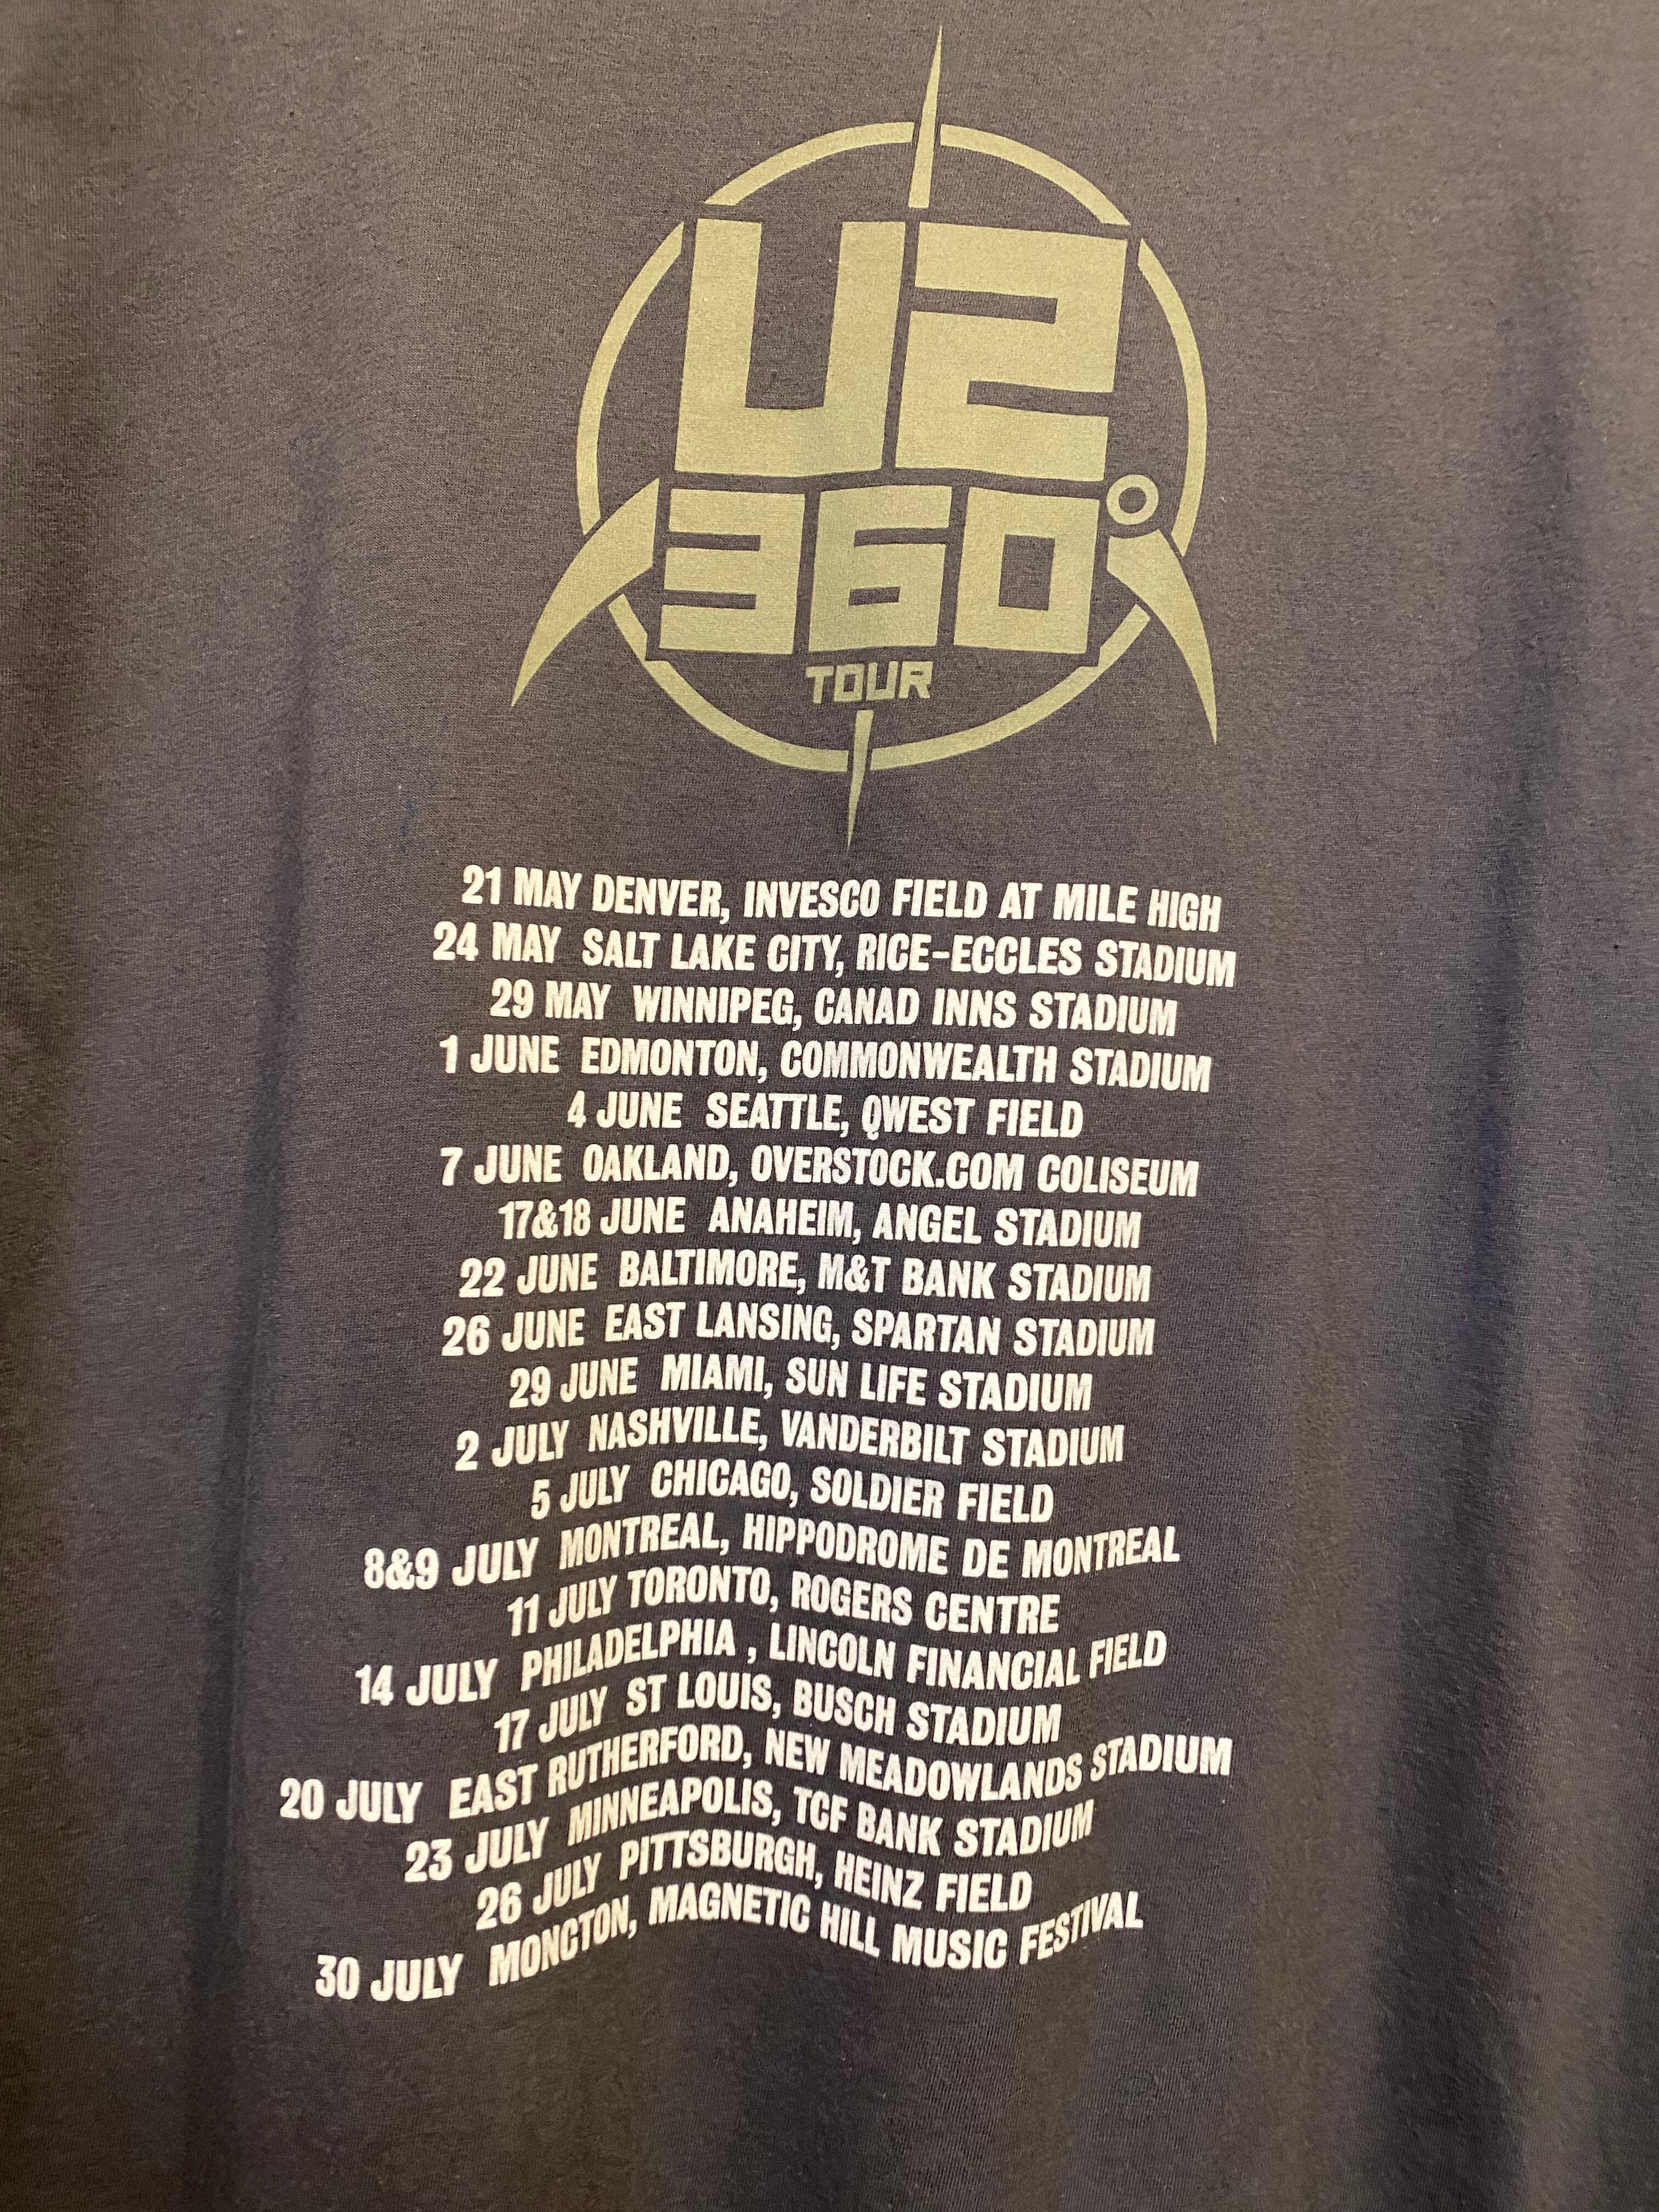 U2
360°
TOUR
21 MAY DENVER, INVESCO FIELD AT MILE HIGH
24 MAY SALT LAKE CITY, RICE-ECCLES STADIUM
29 MAY WINNIPEG, CANAD INNS STADIUM
1 JUNE EDMONTON, COMMONWEALTH STADIUM
4 JUNE SEATTLE, QWEST FIELD
7 JUNE OAKLAND, OVERSTOCK.COM COLISEUM
17&18 JUNE ANAHEIM, ANGEL STADIUM
22 JUNE BALTIMORE, M&T BANK STADIUM
26 JUNE EAST LANSING, SPARTAN STADIUM
29 JUNE MIAMI, SUN LIFE STADIUM
2 JULY NASHVILLE, VANDERBILT STADIUM
5 JULY CHICAGO, SOLDIER FIELD
8&9 JULY MONTREAL, HIPPODROME DE MONTREAL
11 JULY TORONTO, ROGERS CENTRE
14 JULY PHILADELPHIA , LINCOLN FINANCIAL FIELD
17 JULY ST LOUIS, BUSCH STADIUM
20 JULY EAST RUTHERFORD, NEW MEADOWLANDS STADIUM
23 JULY MINNEAPOLIS, TCF BANK STADIUM
26 JULY PITTSBURGH, HEINZ FIELD
30 JULY MONCTON, MAGNETIC HILL MUSIC FESTIVAL